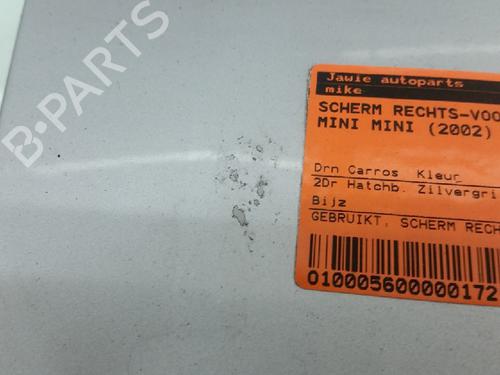 B-PARTS
Jawie autoparts
mike
SCHERM RECHTS-VOO
MINI MINI (2002)
Drn Carros Kleur
2Dr Hatchb. Zilvergri
Bijz
GEBRUIKT, SCHERM RECH
0100056000000172